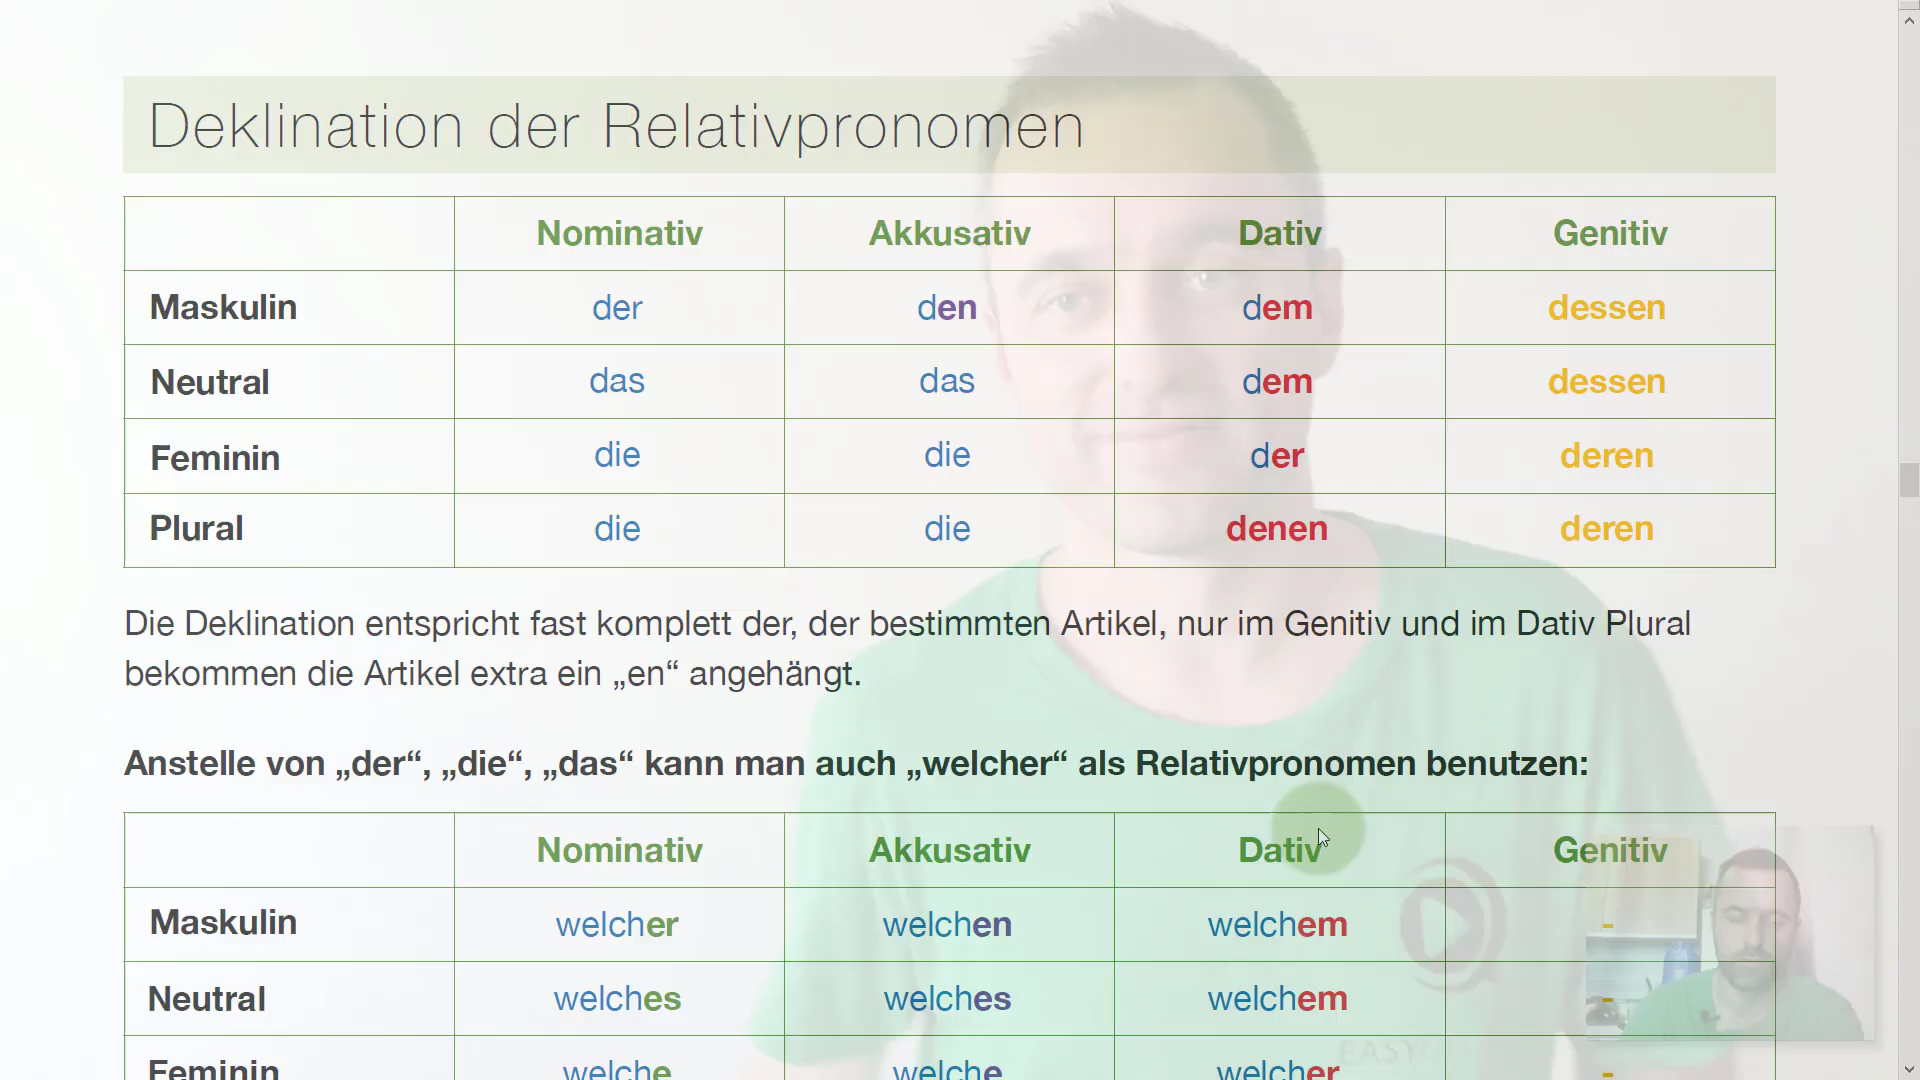 Deklination der Relativpronomen
Nominativ Akkusativ Dativ Genitiv
Maskulin der den dem dessen
Neutral das das dem dessen
Feminin die die der deren
Plural die die denen deren
Die Deklination entspricht fast komplett der, der bestimmten Artikel, nur im Genitiv und im Dativ Plural
bekommen die Artikel extra ein „en“ angehängt.
Anstelle von „der“, „die“, „das“ kann man auch „welcher“ als Relativpronomen benutzen:
Nominativ Akkusativ Dativ Genitiv
Maskulin welcher welchen welchem -
Neutral welches welches welchem -
Feminin welche welche welcher -